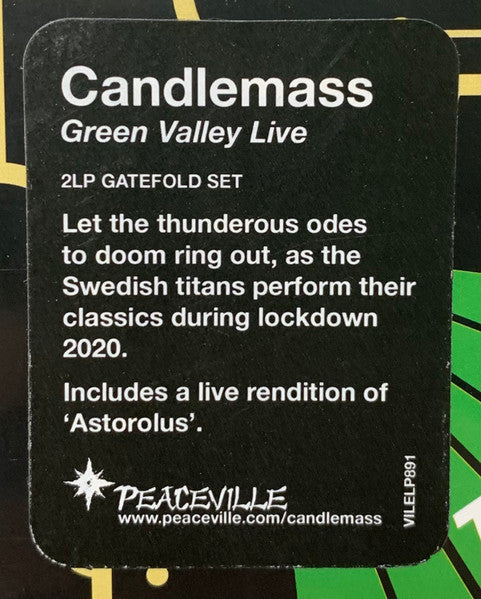 Candlemass
Green Valley Live
2LP GATEFOLD SET
Let the thunderous odes
to doom ring out, as the
Swedish titans perform their
classics during lockdown
2020.
Includes a live rendition of
‘Astorolus’.
PEACEVILLE
www.peaceville.com/candlemass
VILELP891